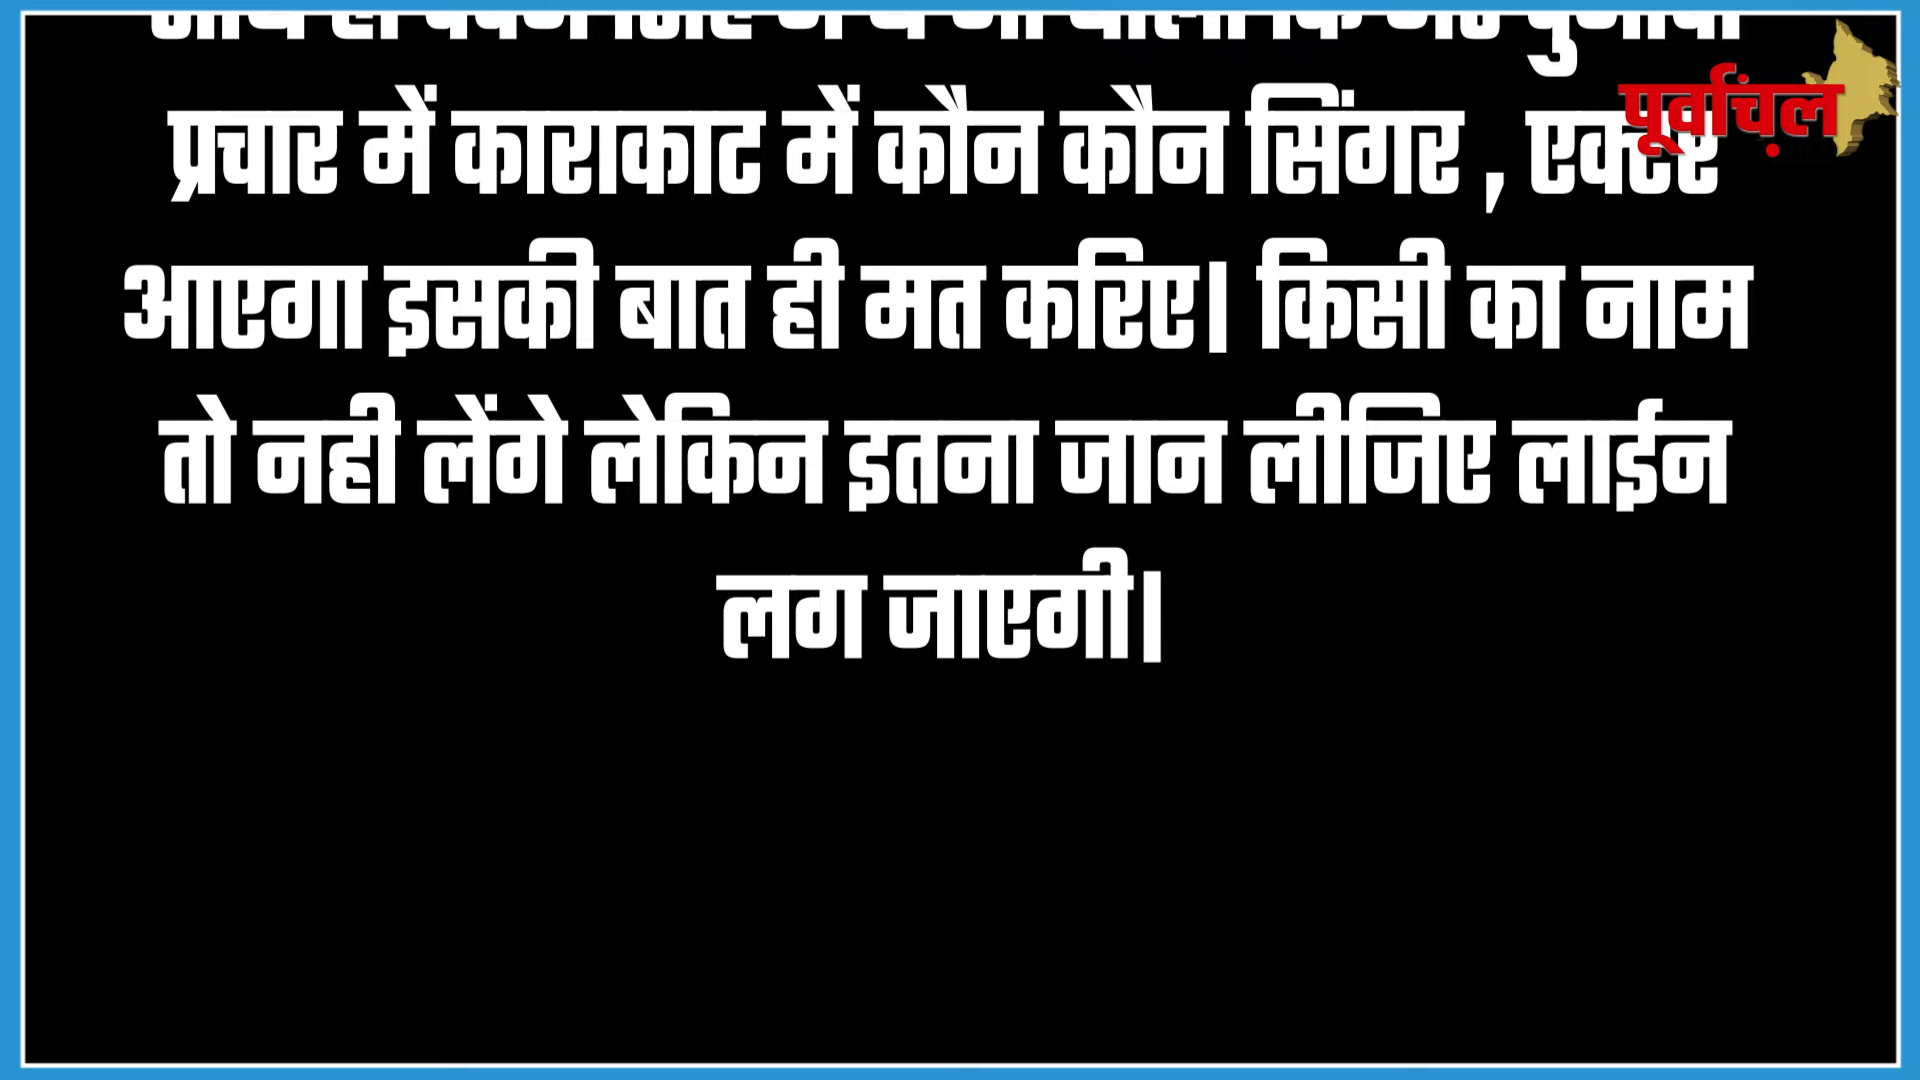 प्रचार में काराकाट में कौन कौन सिंगर , एक्टर
आएगा इसकी बात ही मत करिए। किसी का नाम
तो नही लेंगे लेकिन इतना जान लीजिए लाईन
लग जाएगी।
पूर्वांचल